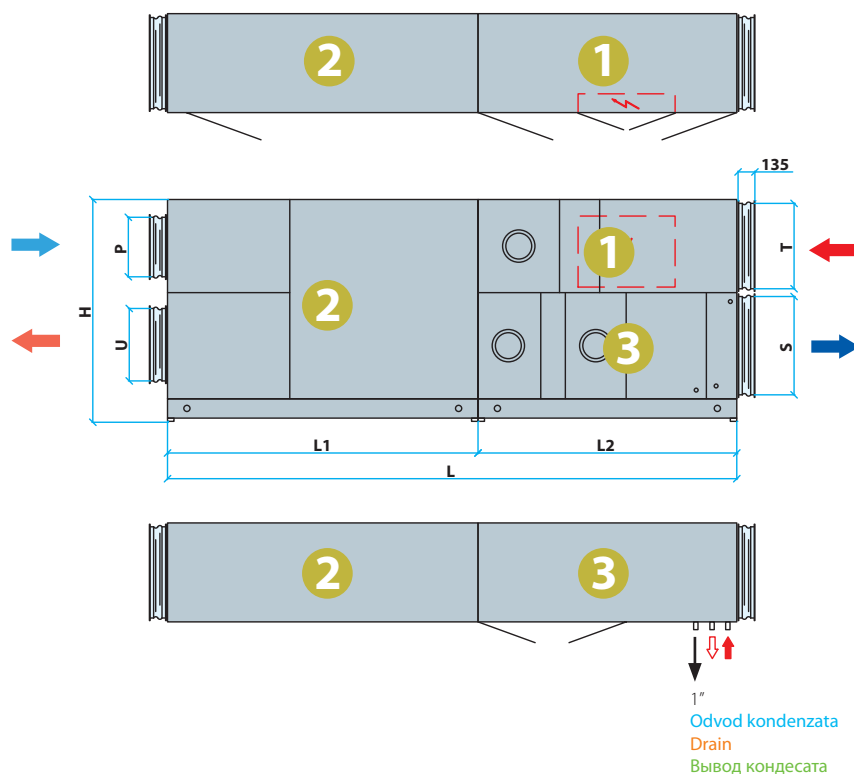 2
1
135
P
U
H
2
1
3
T
S
L1
L2
L
2
3
1”
Odvod kondenzata
Drain
Вывод кондесата